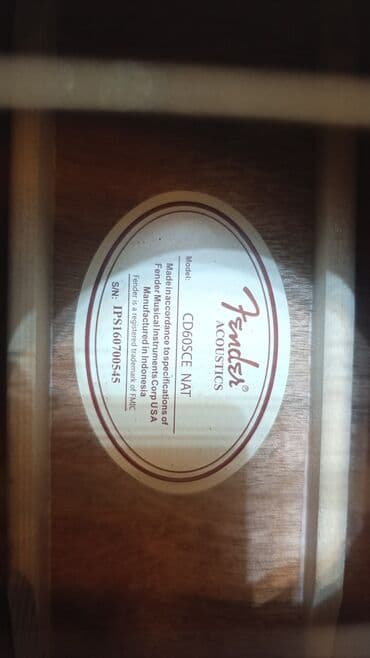 Fender®
ACOUSTICS
Model: CD60SCE NAT
Made in accordance to specifications of
Fender Musical Instruments Corp U S A
Manufactured in Indonesia
Fender is a registered trademark of FMIC
S/N: IPS160700545